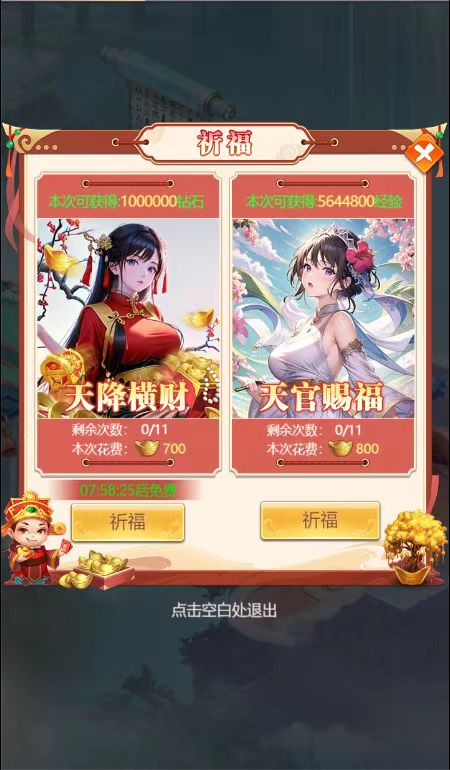 祈福
本次可获得:1000000钻石
天降横财
剩余次数: 0/11
本次花费: 700
07:58:25后免费
祈福
本次可获得:5644800经验
天官赐福
剩余次数: 0/11
本次花费: 800
祈福
点击空白处退出